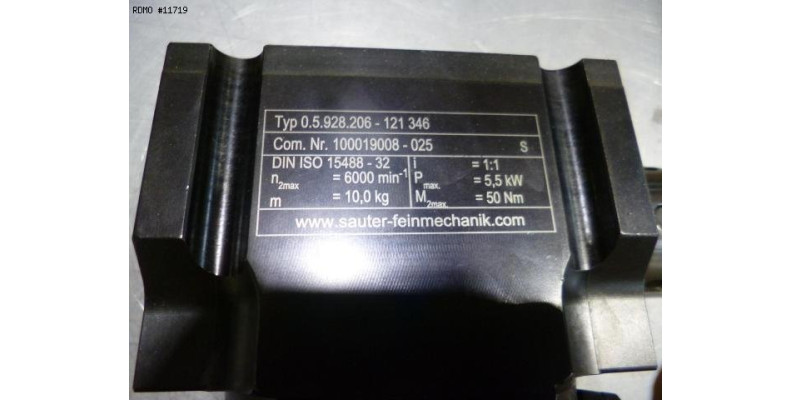 RDMO #11719
Typ 0.5.928.206 - 121 346
Com. Nr. 100019008 - 025 S
DIN ISO 15488 - 32 i = 1:1
n2max = 6000 min-1 Pmax. = 5,5 kW
m = 10,0 kg M2max. = 50 Nm
www.sauter-feinmechanik.com